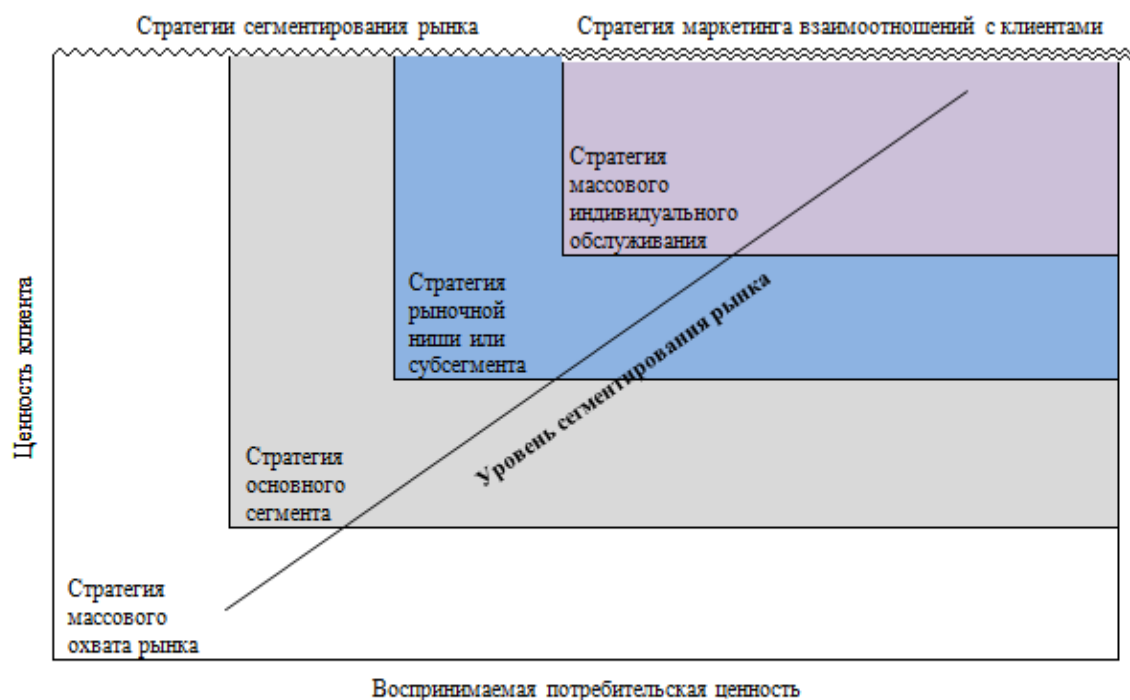 Стратегии сегментирования рынка
Стратегия маркетинга взаимоотношений с клиентами
Стратегия
массового
индивидуального
обслуживания
Стратегия
рыночной
ниши или
субсегмента
Ценность клиента
Уровень сегментирования рынка
Стратегия
основного
сегмента
Стратегия
массового
охвата рынка
Воспринимаемая потребительская ценность